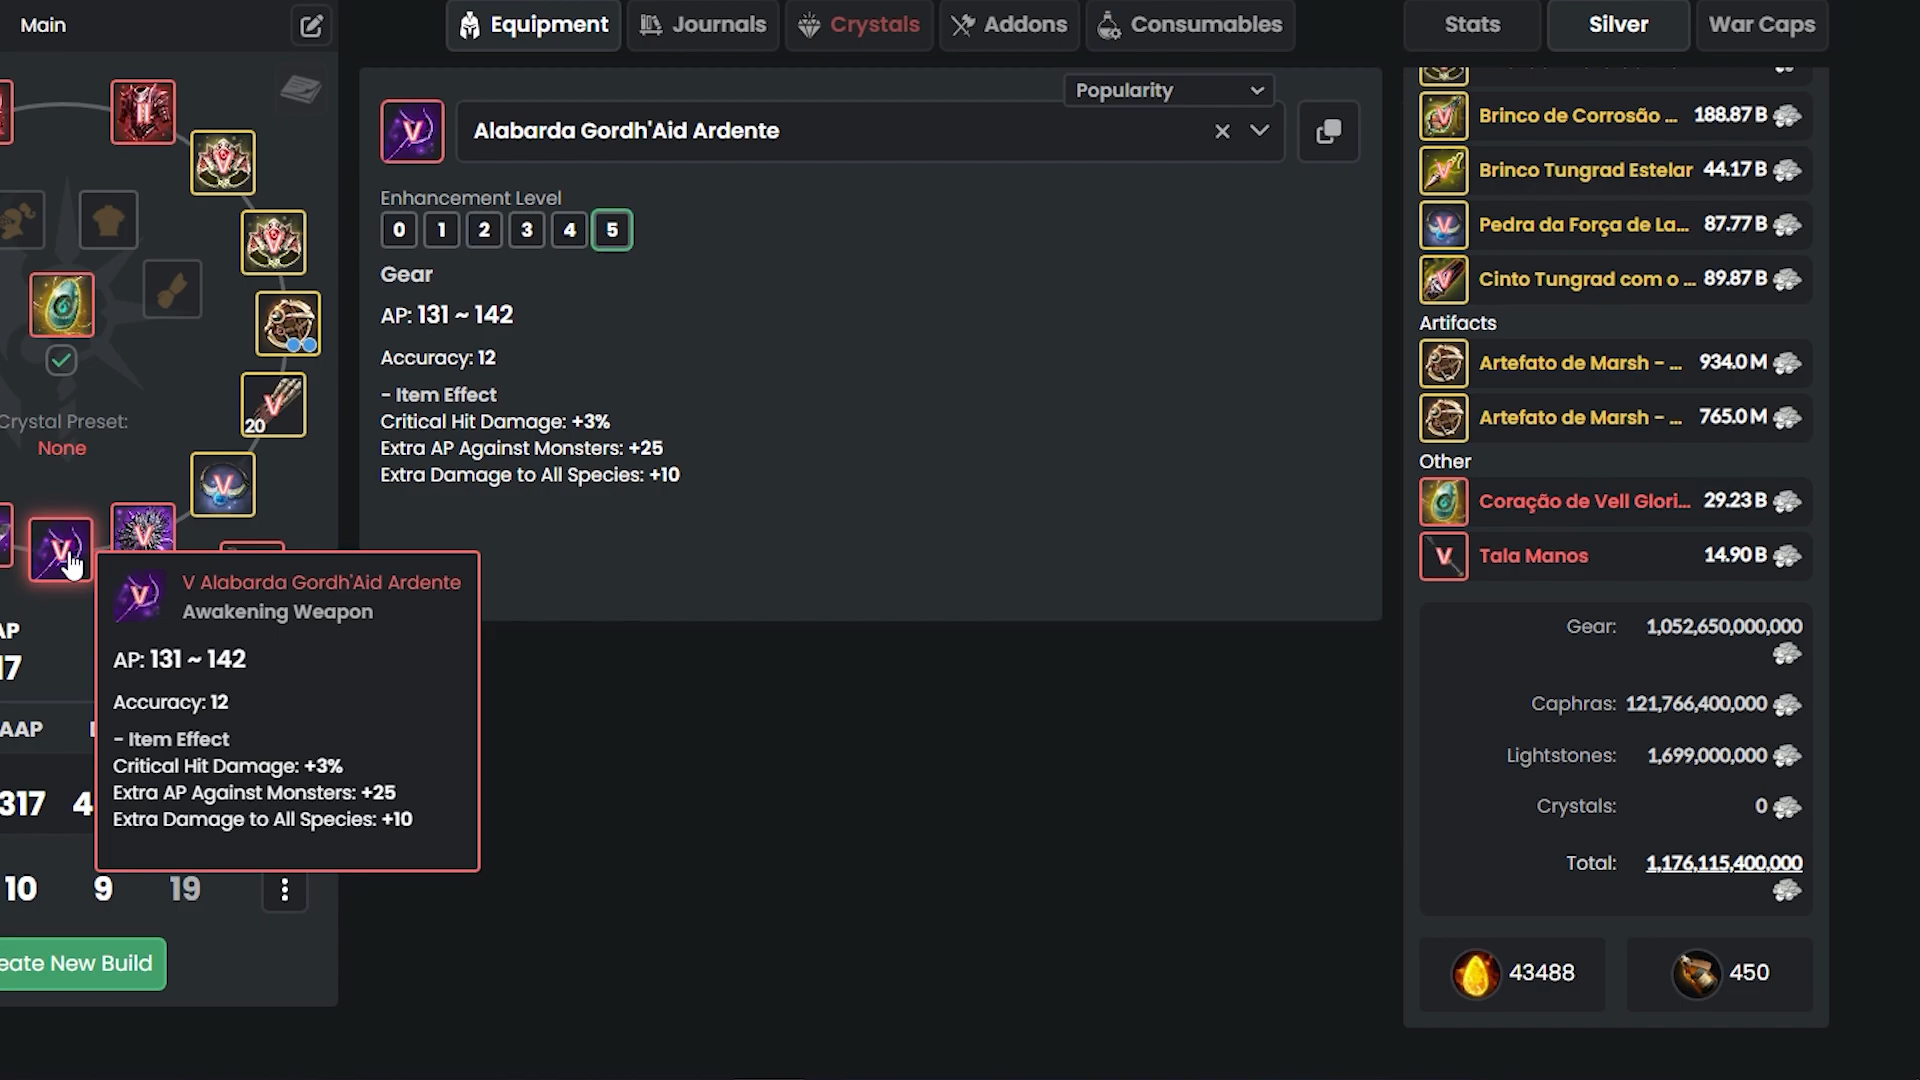 Main
Equipment
Journals
Crystals
Addons
Consumables
Stats
Silver
War Caps
Popularity
V
Alabarda Gordh'Aid Ardente
Enhancement Level
0 1 2 3 4 5
Gear
AP: 131 ~ 142
Accuracy: 12
- Item Effect
Critical Hit Damage: +3%
Extra AP Against Monsters: +25
Extra Damage to All Species: +10
20
Crystal Preset:
None
V Alabarda Gordh'Aid Ardente
Awakening Weapon
AP: 131 ~ 142
Accuracy: 12
- Item Effect
Critical Hit Damage: +3%
Extra AP Against Monsters: +25
Extra Damage to All Species: +10
AP
17
AAP
317 4
10 9 19
eate New Build
Brinco de Corrosão ... 188.87 B
Brinco Tungrad Estelar 44.17 B
Pedra da Força de La... 87.77 B
Cinto Tungrad com o ... 89.87 B
Artifacts
Artefato de Marsh - ... 934.0 M
Artefato de Marsh - ... 765.0 M
Other
Coração de Vell Glori... 29.23 B
Tala Manos 14.90 B
Gear: 1,052,650,000,000
Caphras: 121,766,400,000
Lightstones: 1,699,000,000
Crystals: 0
Total: 1,176,115,400,000
43488
450